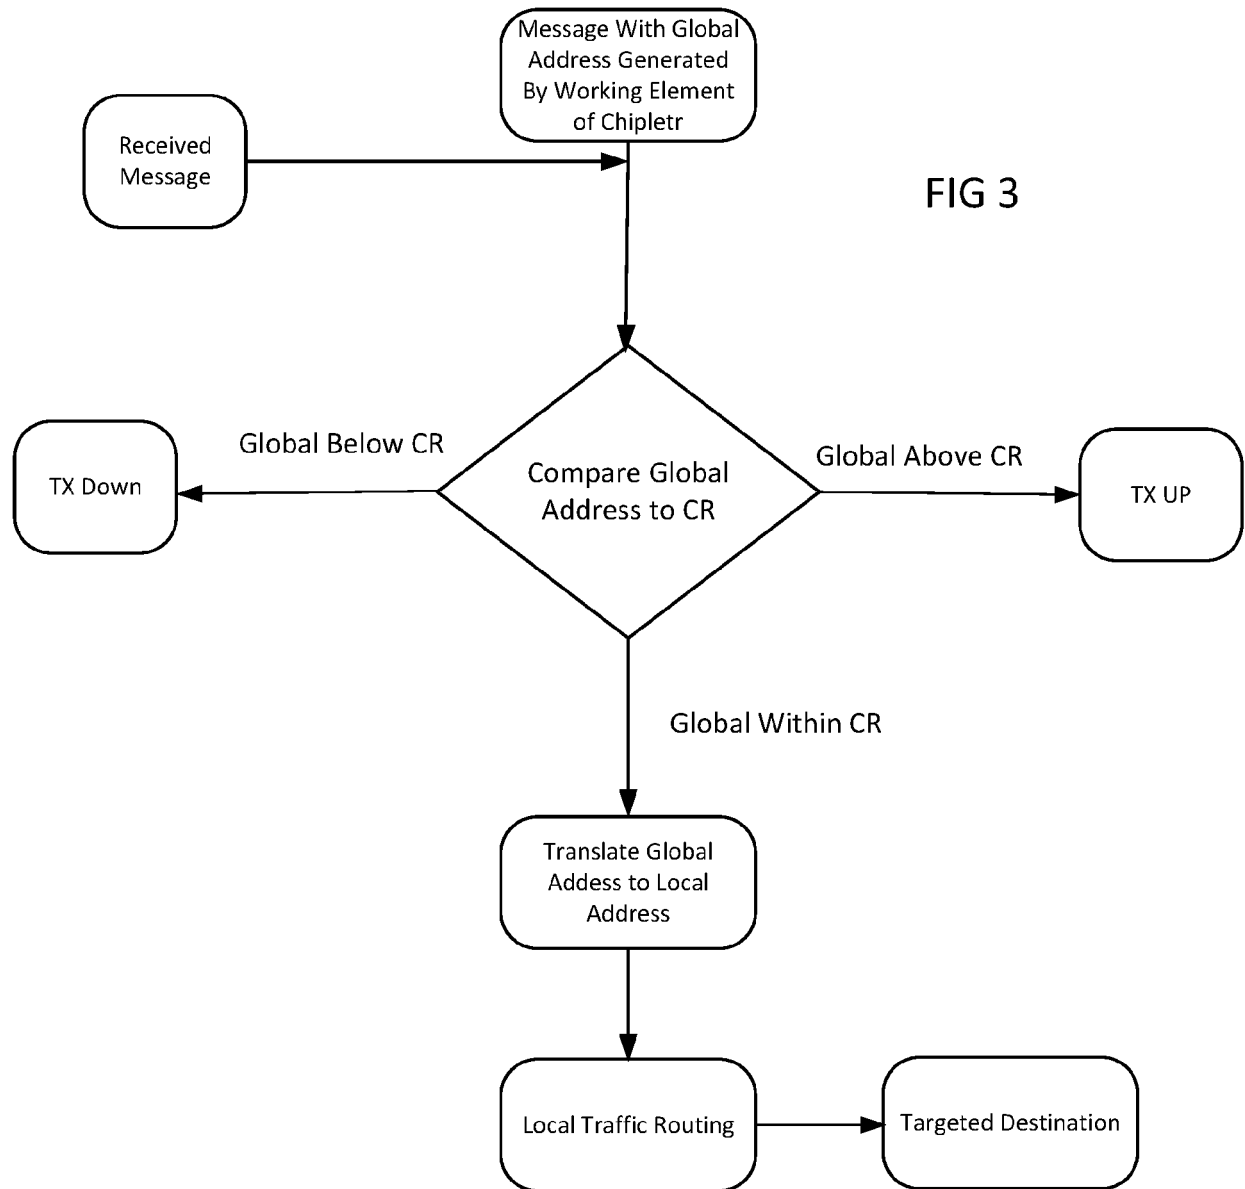 Message With Global
Address Generated
By Working Element
of Chipletr
Received
Message
FIG 3
Global Below CR
Global Above CR
Compare Global
Address to CR
TX Down
TX UP
Global Within CR
Translate Global
Addess to Local
Address
Local Traffic Routing
Targeted Destination